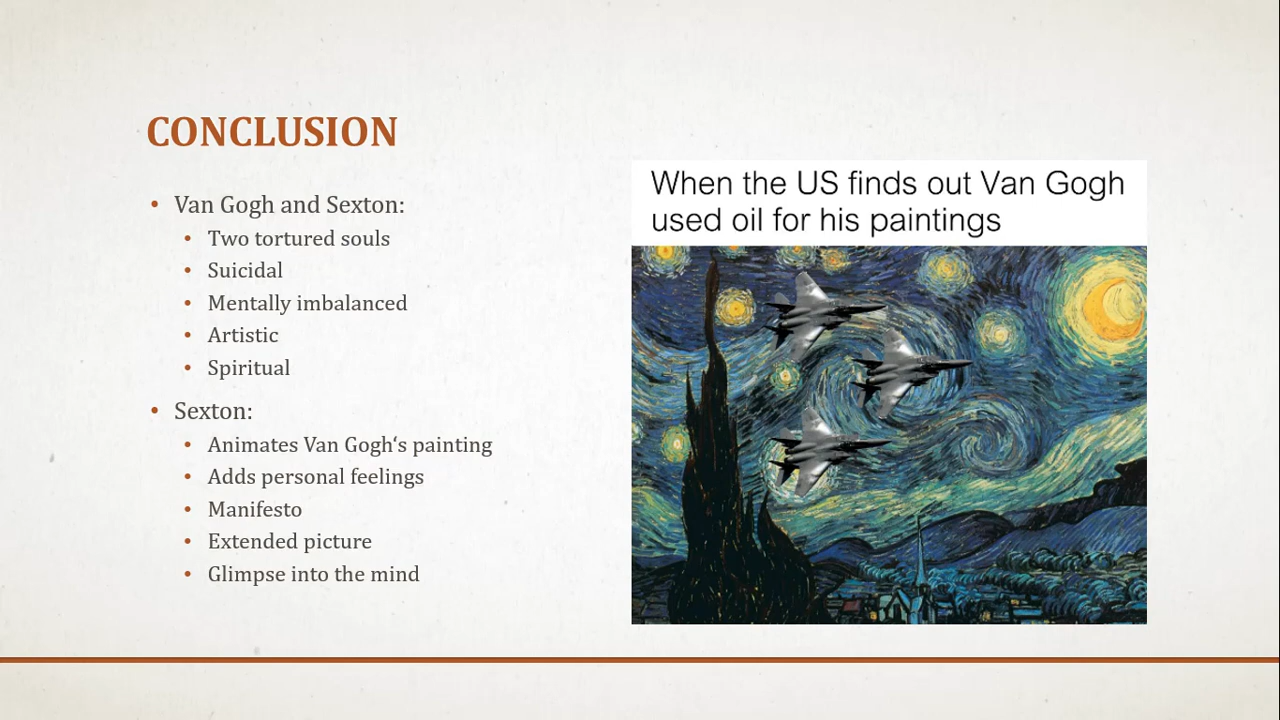 CONCLUSION
• Van Gogh and Sexton:
• Two tortured souls
• Suicidal
• Mentally imbalanced
• Artistic
• Spiritual
• Sexton:
• Animates Van Gogh‘s painting
• Adds personal feelings
• Manifesto
• Extended picture
• Glimpse into the mind
When the US finds out Van Gogh
used oil for his paintings